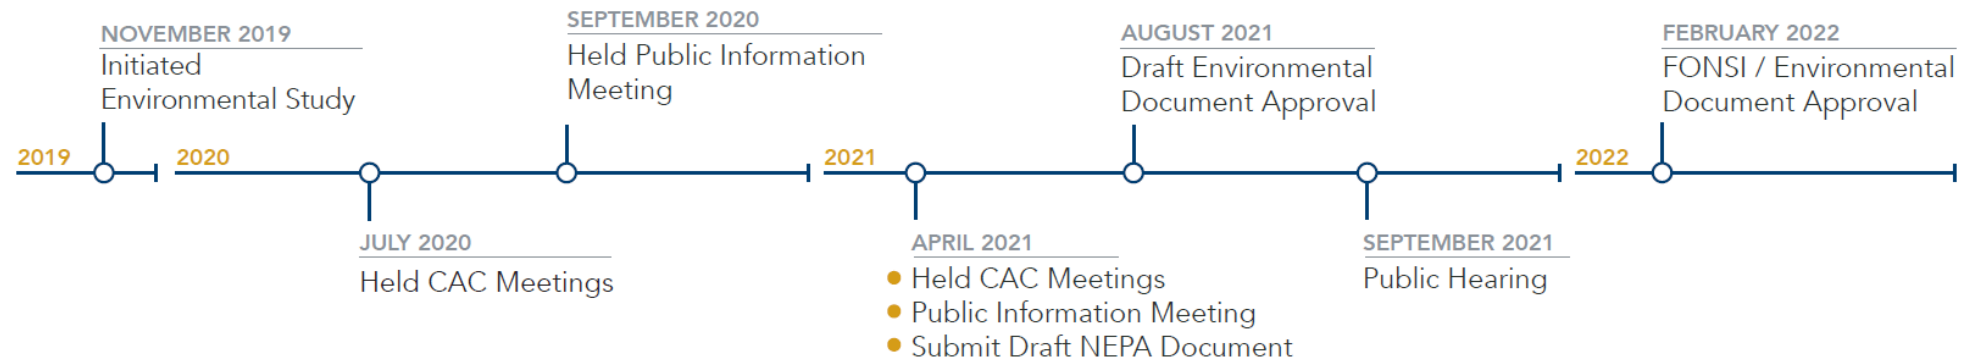 NOVEMBER 2019
Initiated
Environmental Study
SEPTEMBER 2020
Held Public Information
Meeting
AUGUST 2021
Draft Environmental
Document Approval
FEBRUARY 2022
FONSI / Environmental
Document Approval
2019
2020
2021
2022
JULY 2020
Held CAC Meetings
APRIL 2021
Held CAC Meetings
Public Information Meeting
Submit Draft NEPA Document
SEPTEMBER 2021
Public Hearing